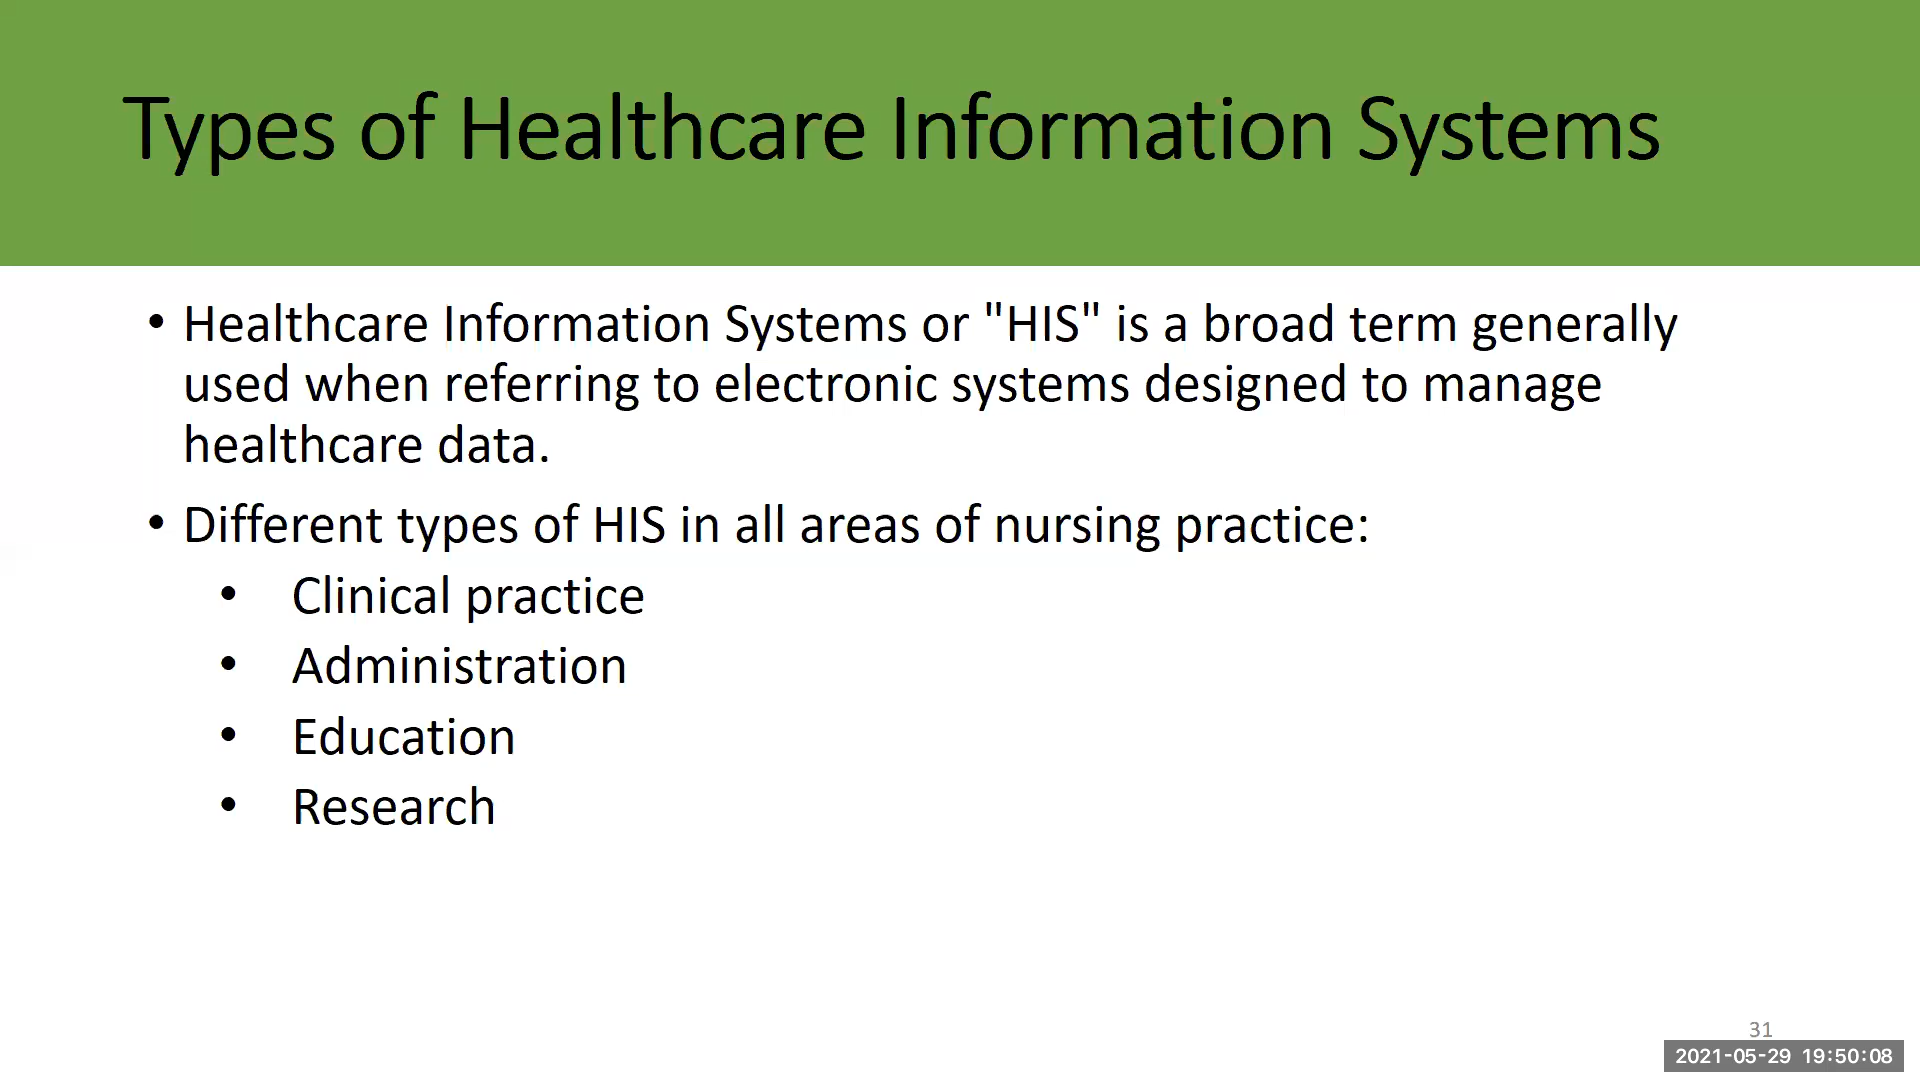 Types of Healthcare Information Systems
• Healthcare Information Systems or "HIS" is a broad term generally
used when referring to electronic systems designed to manage
healthcare data.
• Different types of HIS in all areas of nursing practice:
• Clinical practice
• Administration
• Education
• Research
31
2021-05-29 19:50:08